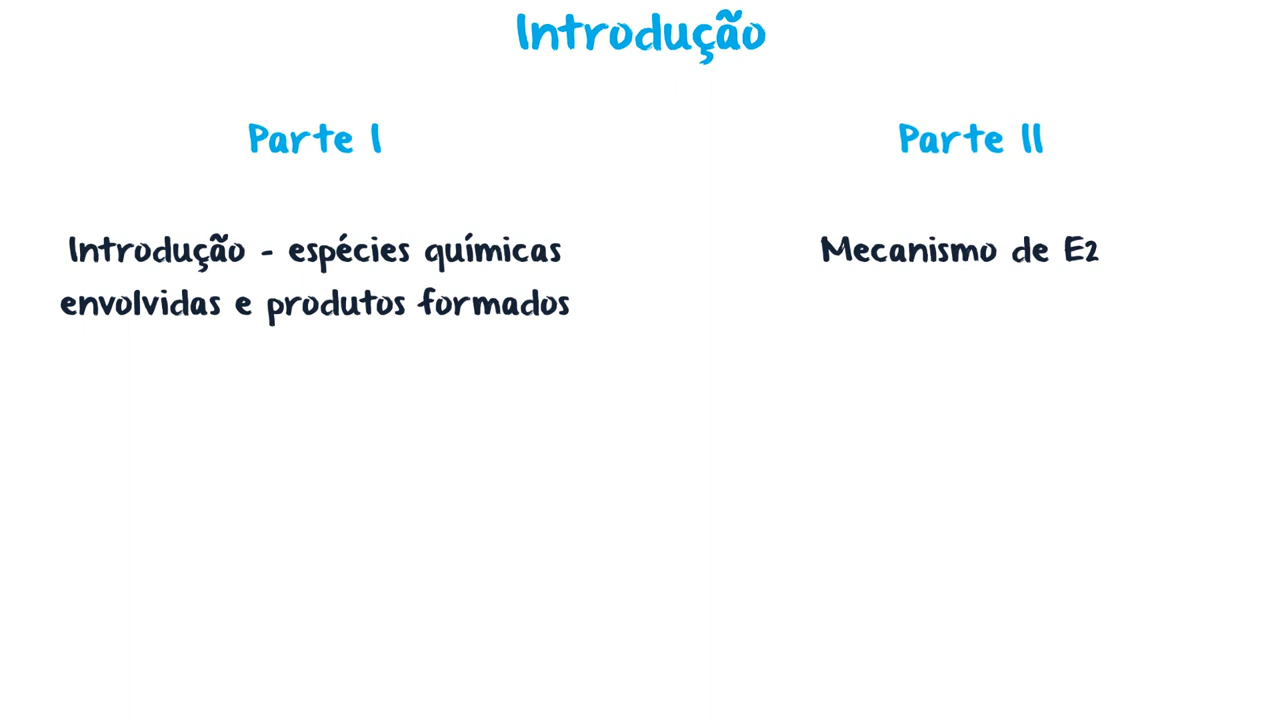 Introdução
Parte I
Introdução - espécies químicas
envolvidas e produtos formados
Parte II
Mecanismo de E2